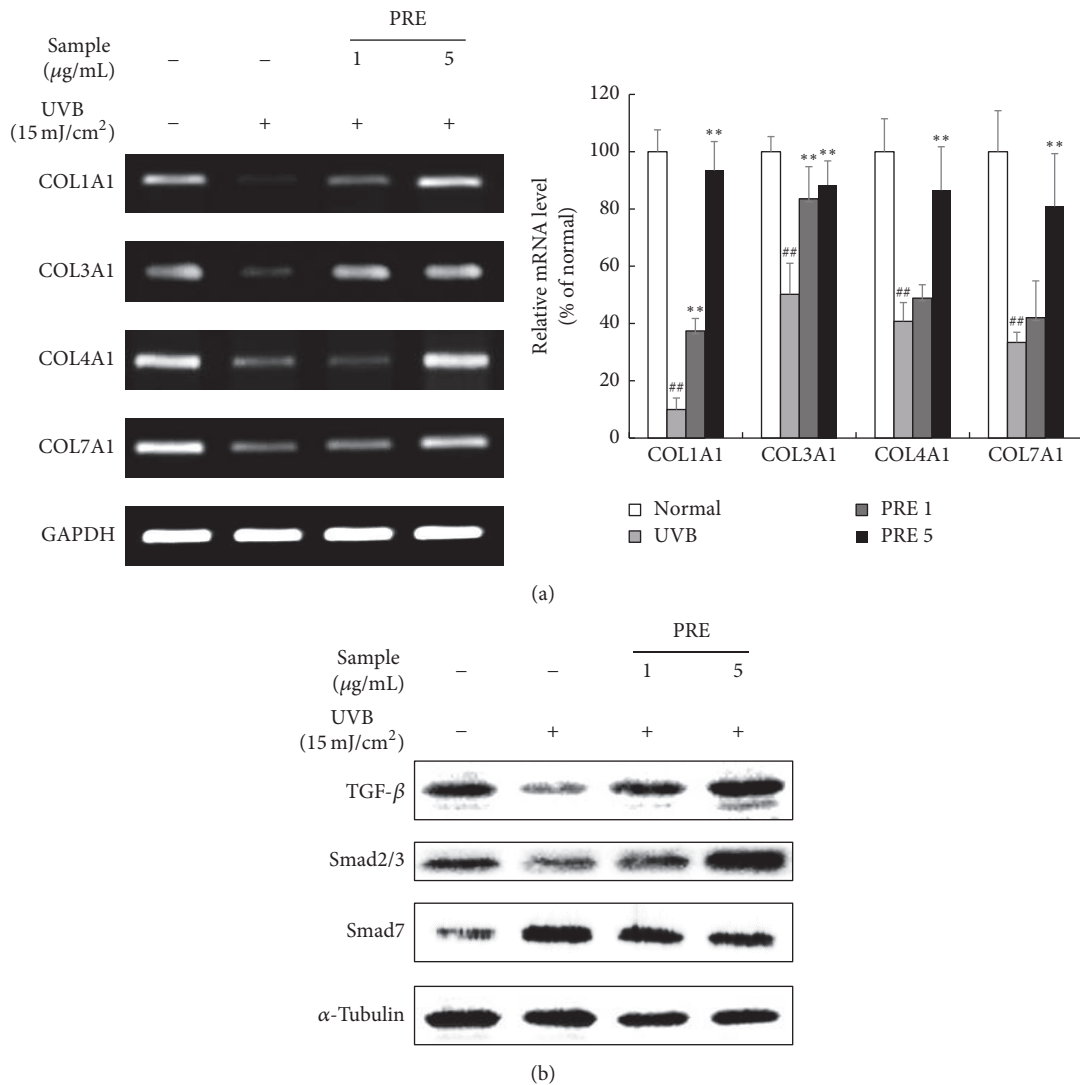 PRE
Sample
(μg/mL)
– – 1 5
UVB
(15 mJ/cm²)
– + + +
COL1A1
COL3A1
COL4A1
COL7A1
GAPDH
Relative mRNA level
(% of normal)
120
100
80
60
40
20
0
##
**
**
##
**
**
##
**
##
**
COL1A1 COL3A1 COL4A1 COL7A1
Normal PRE 1
UVB PRE 5
(a)
PRE
Sample
(μg/mL)
– – 1 5
UVB
(15 mJ/cm²)
– + + +
TGF-β
Smad2/3
Smad7
α-Tubulin
(b)